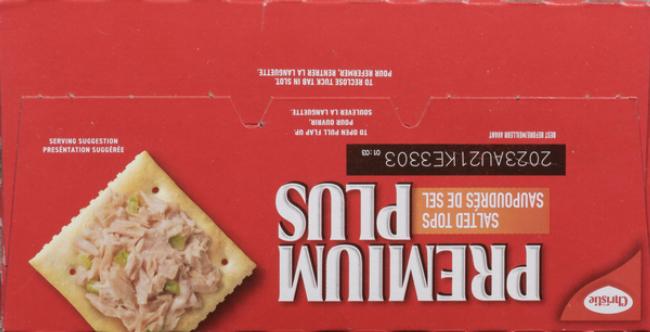 Christie
PREMIUM
PLUS
SALTED TOPS
SAUPOUDRÉS DE SEL
2023AU21KE3303 01:03
BEST BEFORE/MEILLEUR AVANT
TO OPEN PULL FLAP UP.
POUR OUVRIR,
SOULEVER LA LANGUETTE.
TO RECLOSE TUCK TAB IN SLOT.
POUR REFERMER, RENTRER LA LANGUETTE.
SERVING SUGGESTION
PRÉSENTATION SUGGÉRÉE